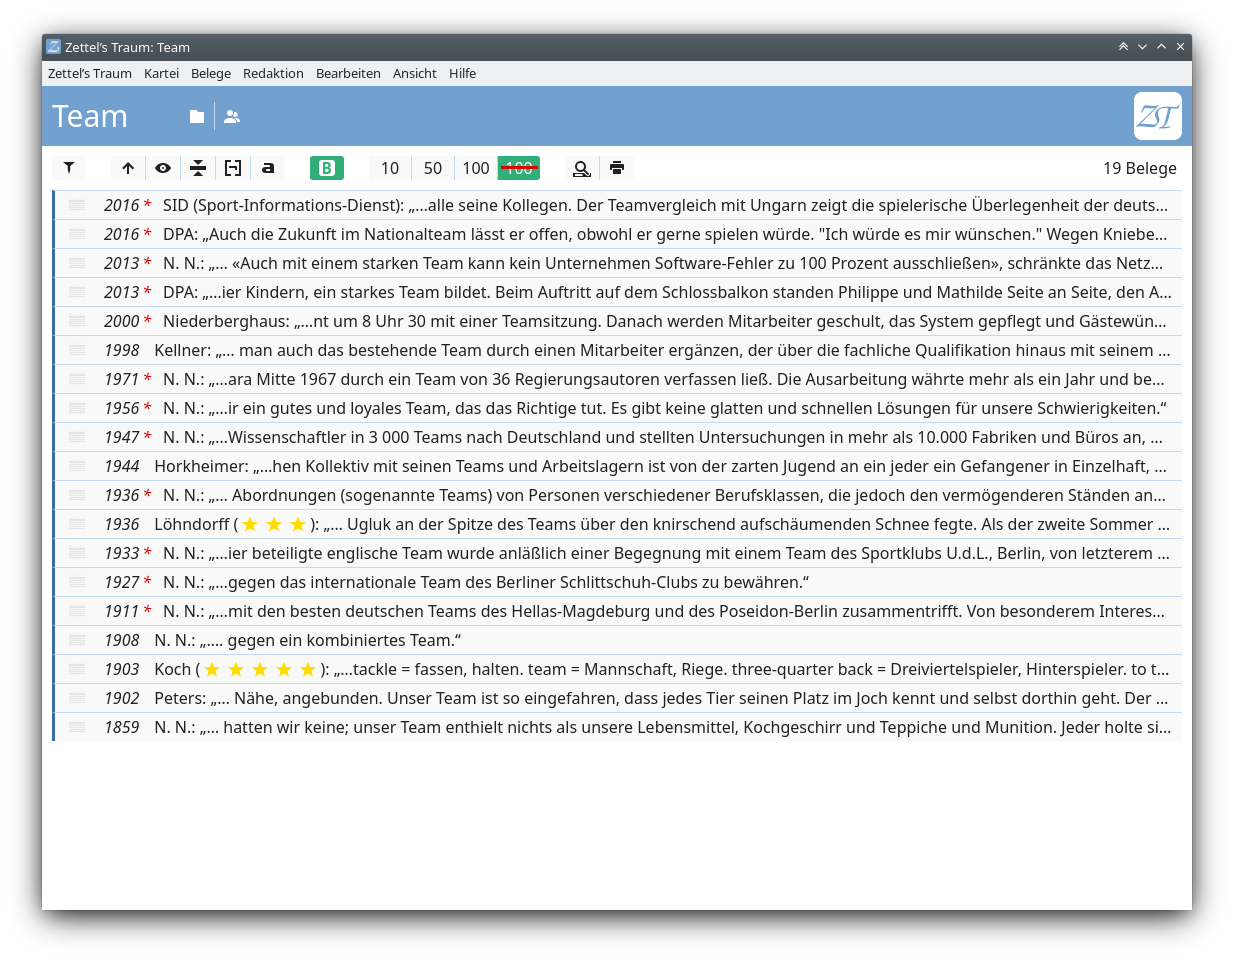 Zettel’s Traum: Team
Zettel’s Traum Kartei Belege Redaktion Bearbeiten Ansicht Hilfe
Team ZT
a B 10 50 100 100 19 Belege
2016 * SID (Sport-Informations-Dienst): „…alle seine Kollegen. Der Teamvergleich mit Ungarn zeigt die spielerische Überlegenheit der deuts…
2016 * DPA: „Auch die Zukunft im Nationalteam lässt er offen, obwohl er gerne spielen würde. "Ich würde es mir wünschen." Wegen Kniebe…
2013 * N. N.: „… «Auch mit einem starken Team kann kein Unternehmen Software-Fehler zu 100 Prozent ausschließen», schränkte das Netz…
2013 * DPA: „…ier Kindern, ein starkes Team bildet. Beim Auftritt auf dem Schlossbalkon standen Philippe und Mathilde Seite an Seite, den A…
2000 * Niederberghaus: „…nt um 8 Uhr 30 mit einer Teamsitzung. Danach werden Mitarbeiter geschult, das System gepflegt und Gästewün…
1998 Kellner: „… man auch das bestehende Team durch einen Mitarbeiter ergänzen, der über die fachliche Qualifikation hinaus mit seinem …
1971 * N. N.: „…ara Mitte 1967 durch ein Team von 36 Regierungsautoren verfassen ließ. Die Ausarbeitung währte mehr als ein Jahr und be…
1956 * N. N.: „…ir ein gutes und loyales Team, das das Richtige tut. Es gibt keine glatten und schnellen Lösungen für unsere Schwierigkeiten.“
1947 * N. N.: „…Wissenschaftler in 3 000 Teams nach Deutschland und stellten Untersuchungen in mehr als 10.000 Fabriken und Büros an, …
1944 Horkheimer: „…hen Kollektiv mit seinen Teams und Arbeitslagern ist von der zarten Jugend an ein jeder ein Gefangener in Einzelhaft, …
1936 * N. N.: „… Abordnungen (sogenannte Teams) von Personen verschiedener Berufsklassen, die jedoch den vermögenderen Ständen an…
1936 Löhndorff (★ ★ ★): „… Ugluk an der Spitze des Teams über den knirschend aufschäumenden Schnee fegte. Als der zweite Sommer …
1933 * N. N.: „…ier beteiligte englische Team wurde anläßlich einer Begegnung mit einem Team des Sportklubs U.d.L., Berlin, von letzterem …
1927 * N. N.: „…gegen das internationale Team des Berliner Schlittschuh-Clubs zu bewähren.“
1911 * N. N.: „…mit den besten deutschen Teams des Hellas-Magdeburg und des Poseidon-Berlin zusammentrifft. Von besonderem Interes…
1908 N. N.: „…. gegen ein kombiniertes Team.“
1903 Koch (★ ★ ★ ★ ★): „…tackle = fassen, halten. team = Mannschaft, Riege. three-quarter back = Dreiviertelspieler, Hinterspieler. to t…
1902 Peters: „… Nähe, angebunden. Unser Team ist so eingefahren, dass jedes Tier seinen Platz im Joch kennt und selbst dorthin geht. Der …
1859 N. N.: „… hatten wir keine; unser Team enthielt nichts als unsere Lebensmittel, Kochgeschirr und Teppiche und Munition. Jeder holte si…